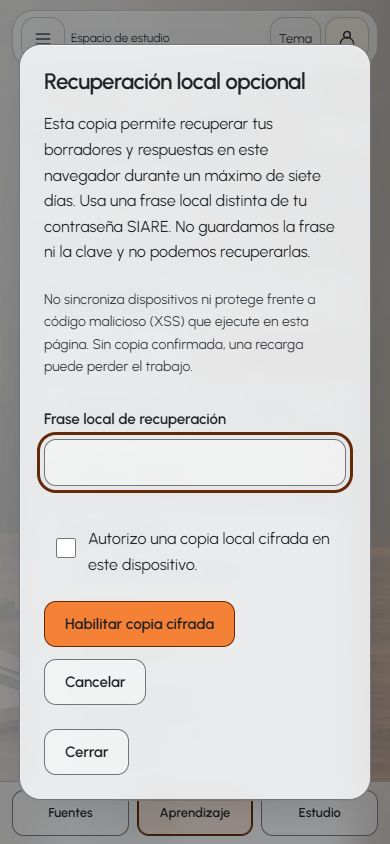 Espacio de estudio
Tema
Recuperación local opcional
Esta copia permite recuperar tus
borradores y respuestas en este
navegador durante un máximo de siete
días. Usa una frase local distinta de tu
contraseña SIARE. No guardamos la frase
ni la clave y no podemos recuperarlas.
No sincroniza dispositivos ni protege frente a
código malicioso (XSS) que ejecute en esta
página. Sin copia confirmada, una recarga
puede perder el trabajo.
Frase local de recuperación
Autorizo una copia local cifrada en
este dispositivo.
Habilitar copia cifrada
Cancelar
Cerrar
Fuentes
Aprendizaje
Estudio